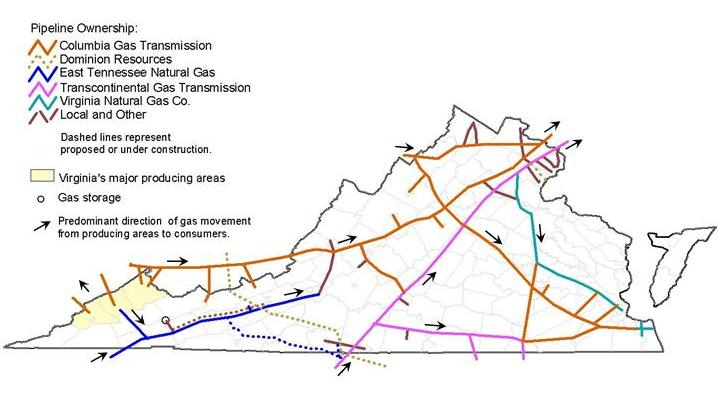 Pipeline Ownership:
Columbia Gas Transmission
Dominion Resources
East Tennessee Natural Gas
Transcontinental Gas Transmission
Virginia Natural Gas Co.
Local and Other
Dashed lines represent
proposed or under construction.
Virginia's major producing areas
Gas storage
Predominant direction of gas movement
from producing areas to consumers.